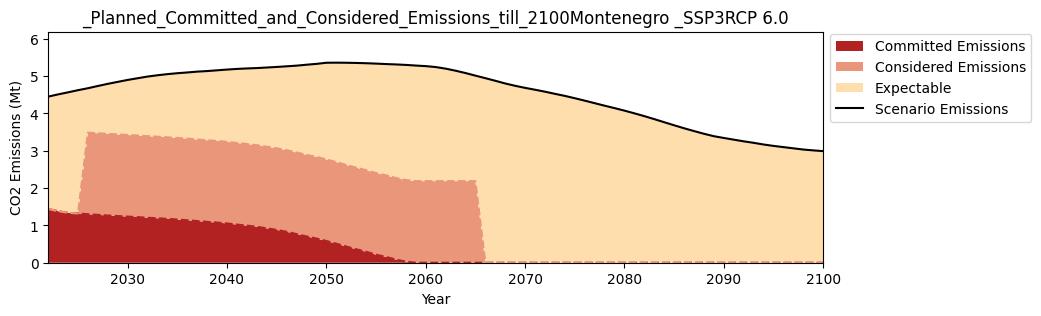 _Planned_Committed_and_Considered_Emissions_till_2100Montenegro _SSP3RCP 6.0
6
5
4
3
2
1
0
CO2 Emissions (Mt)
2030 2040 2050 2060 2070 2080 2090 2100
Year
Committed Emissions
Considered Emissions
Expectable
Scenario Emissions